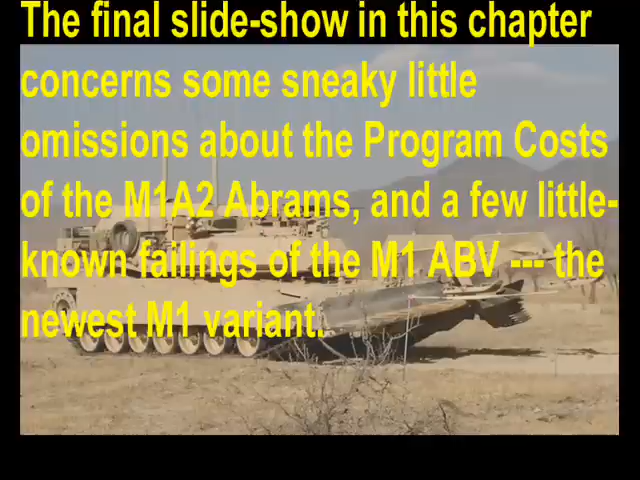 The final slide-show in this chapter
concerns some sneaky little
omissions about the Program Costs
of the M1A2 Abrams, and a few little-
known failings of the M1 ABV --- the
newest M1 variant.